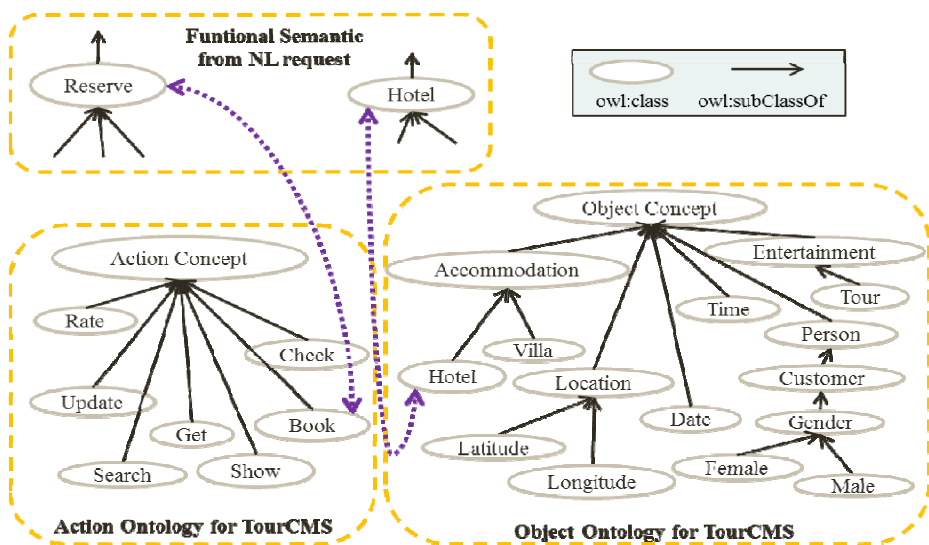 Funtional Semantic
from NL request
Reserve
Hotel
owl:class
owl:subClassOf
Action Concept
Rate
Check
Update
Get
Book
Search
Show
Action Ontology for TourCMS
Object Concept
Accommodation
Entertainment
Tour
Time
Person
Villa
Hotel
Location
Customer
Date
Gender
Latitude
Longitude
Female
Male
Object Ontology for TourCMS